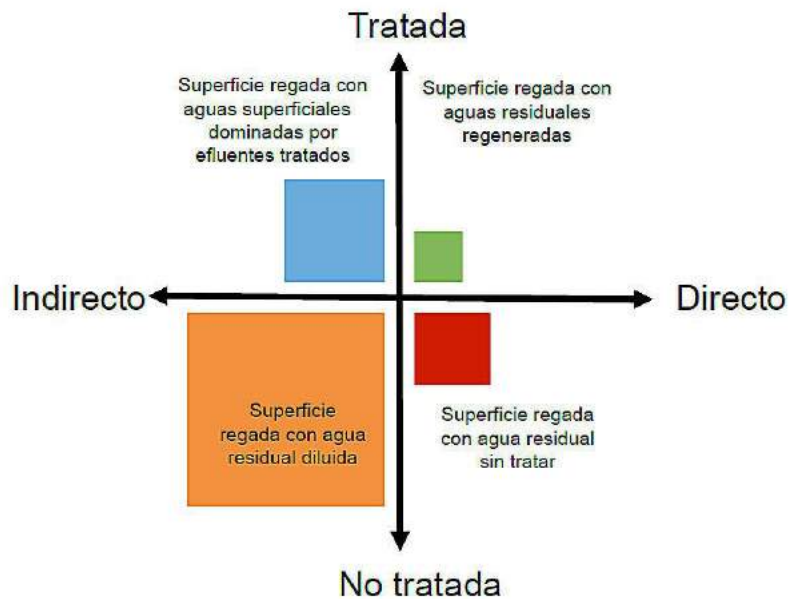 Tratada
Superficie regada con
aguas superficiales
dominadas por
efluentes tratados
Superficie regada con
aguas residuales
regeneradas
Indirecto
Directo
Superficie
regada con agua
residual diluida
Superficie regada
con agua residual
sin tratar
No tratada